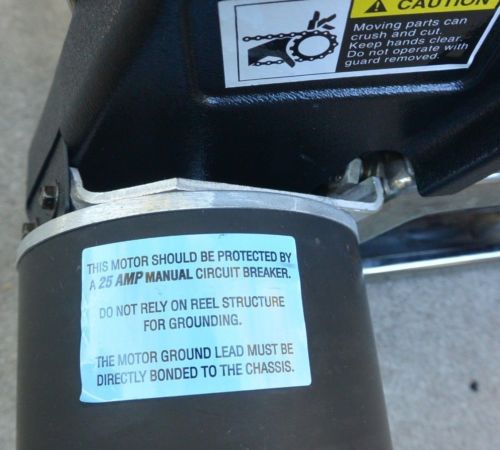 CAUTION
Moving parts can
crush and cut.
Keep hands clear.
Do not operate with
guard removed.
THIS MOTOR SHOULD BE PROTECTED BY
A 25 AMP MANUAL CIRCUIT BREAKER.
DO NOT RELY ON REEL STRUCTURE
FOR GROUNDING.
THE MOTOR GROUND LEAD MUST BE
DIRECTLY BONDED TO THE CHASSIS.